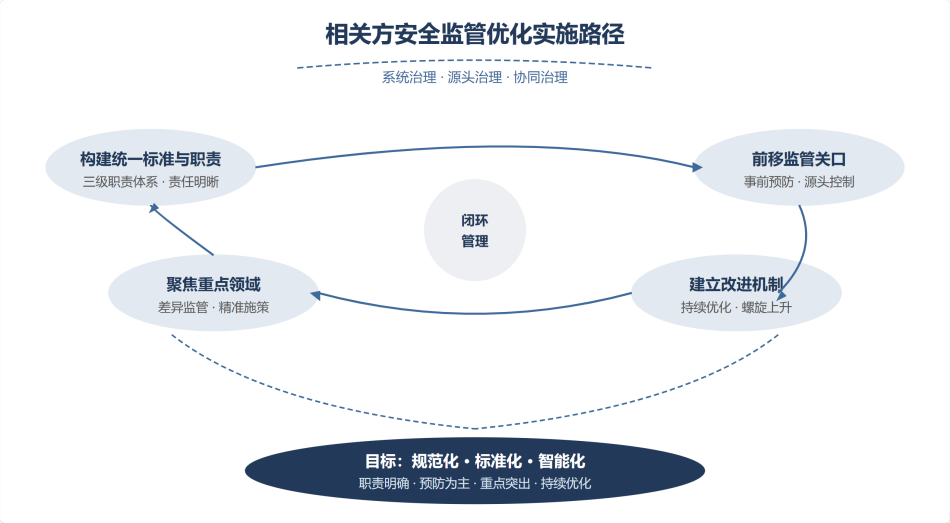 相关方安全监管优化实施路径
系统治理 · 源头治理 · 协同治理
构建统一标准与职责
三级职责体系 · 责任明晰
前移监管关口
事前预防 · 源头控制
闭环
管理
聚焦重点领域
差异监管 · 精准施策
建立改进机制
持续优化 · 螺旋上升
目标：规范化 · 标准化 · 智能化
职责明确 · 预防为主 · 重点突出 · 持续优化